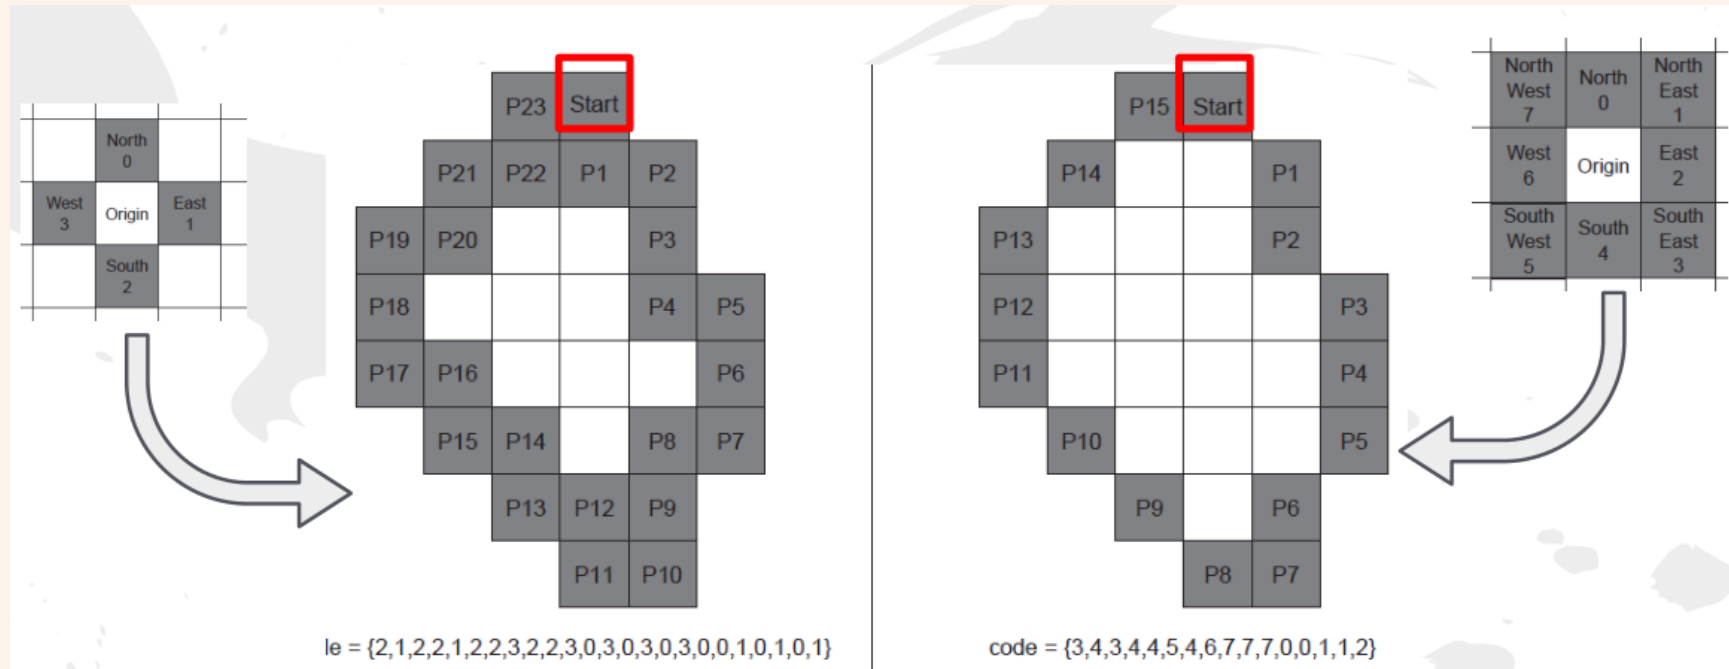 North
0
West
3
Origin
East
1
South
2
P23 Start
P21 P22 P1 P2
P19 P20 P3
P18 P4 P5
P17 P16 P6
P15 P14 P8 P7
P13 P12 P9
P11 P10
le = {2,1,2,2,1,2,2,3,2,2,3,0,3,0,3,0,3,0,0,1,0,1,0,1}
P15 Start
P14 P1
P13 P2
P12 P3
P11 P4
P10 P5
P9 P6
P8 P7
code = {3,4,3,4,4,5,4,6,7,7,7,0,0,1,1,2}
North
West
7
North
0
North
East
1
West
6
Origin
East
2
South
West
5
South
4
South
East
3